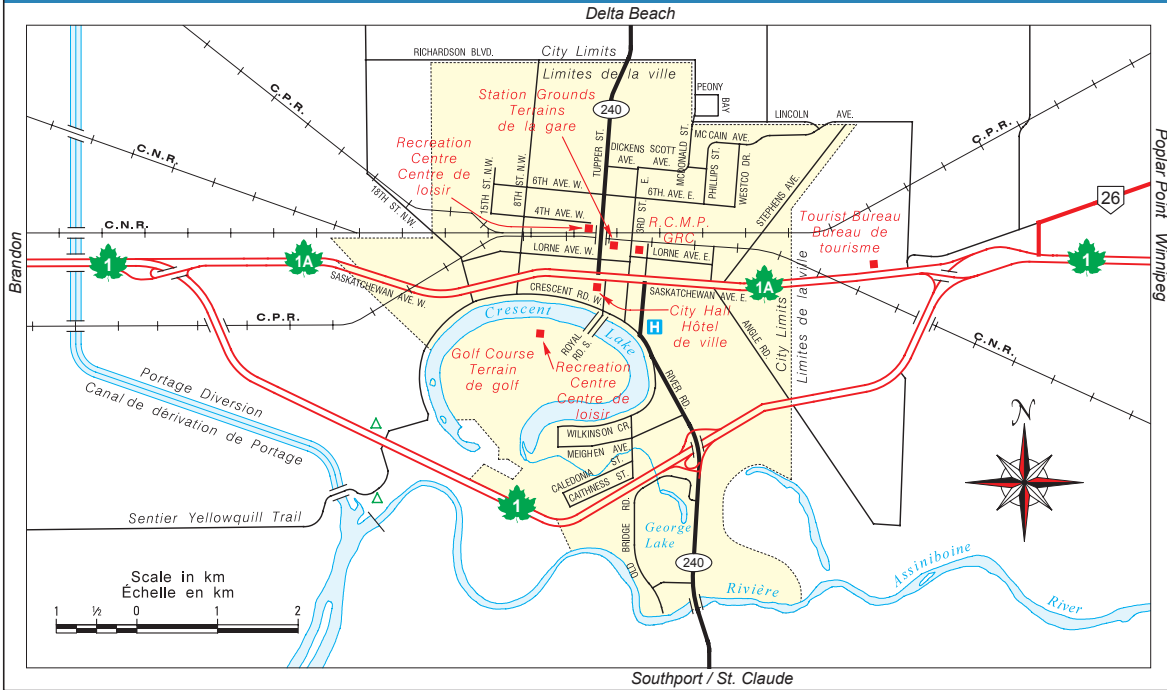 Delta Beach
RICHARDSON BLVD.
City Limits
Limites de la ville
C.P.R.
Station Grounds
Terrains
de la gare
240
PEONY
BAY
LINCOLN AVE.
C.P.R.
TUPPER ST.
MC CAIN AVE.
DICKENS SCOTT
AVE. AVE.
MCDONALD ST.
PHILLIPS ST.
WESTCO DR.
STEPHENS AVE.
Recreation
Centre
Centre de
loisir
C.N.R.
18TH ST. N.W.
15TH ST. N.W.
8TH ST. N.W.
6TH AVE. W.
6TH. AVE E.
4TH AVE. W.
3RD ST. E.
R.C.M.P.
GRC
Tourist Bureau
Bureau de
tourisme
26
Poplar Point Winnipeg
C.N.R.
LORNE AVE. W.
LORNE AVE. E.
Brandon
1
1A
1A
1
SASKATCHEWAN AVE. W.
SASKATCHEWAN AVE. E.
CRESCENT RD. W.
City Hall
Hôtel
de ville
City Limits
Limites de la ville
C.P.R.
Crescent
Lake
ROYAL
RD. S.
H
ANGLE RD.
C.N.R.
Golf Course
Terrain
de golf
Recreation
Centre
Centre de
loisir
RIVER RD.
Portage Diversion
Canal de dérivation de Portage
WILKINSON CR.
MEIGHEN AVE.
CALEDONIA ST.
CAITHNESS ST.
N
1
Sentier Yellowquill Trail
OLD BRIDGE RD.
George
Lake
240
Rivière
Assiniboine
River
Scale in km
Échelle en km
1 ½ 0 1 2
Southport / St. Claude